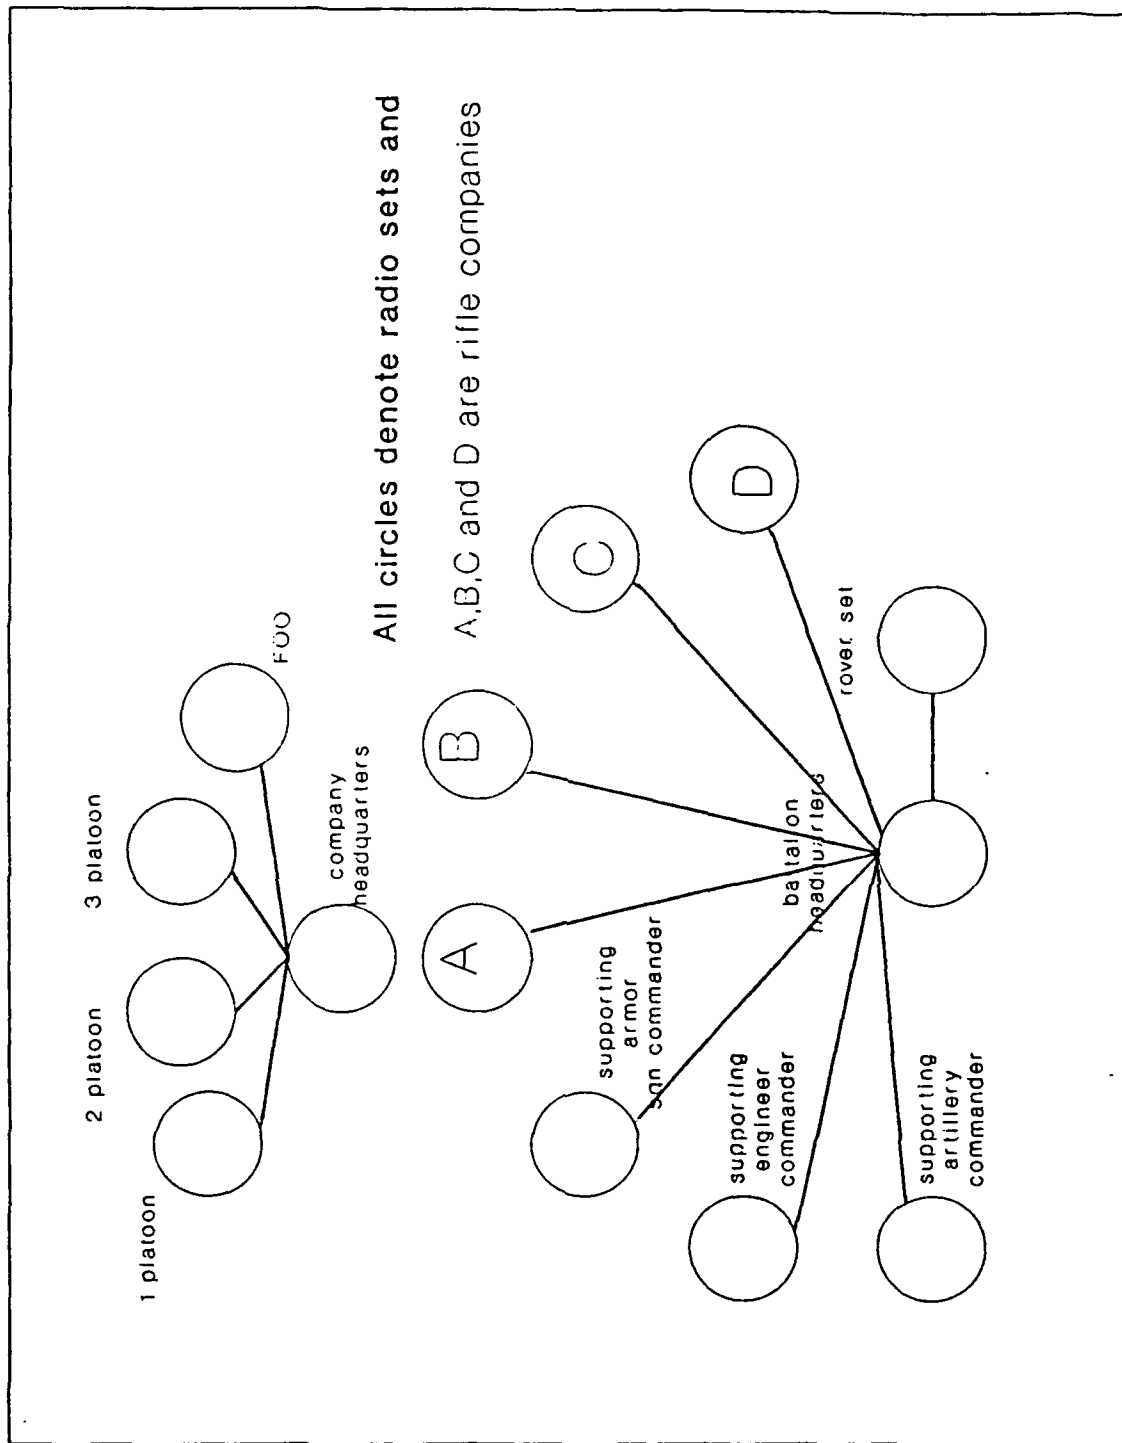 1 platoon
2 platoon
3 platoon
FOO
company
headquarters
All circles denote radio sets and
A,B,C and D are rifle companies
A
B
C
D
supporting
armor
sqn commander
supporting
engineer
commander
supporting
artillery
commander
battalion
headquarters
rover set